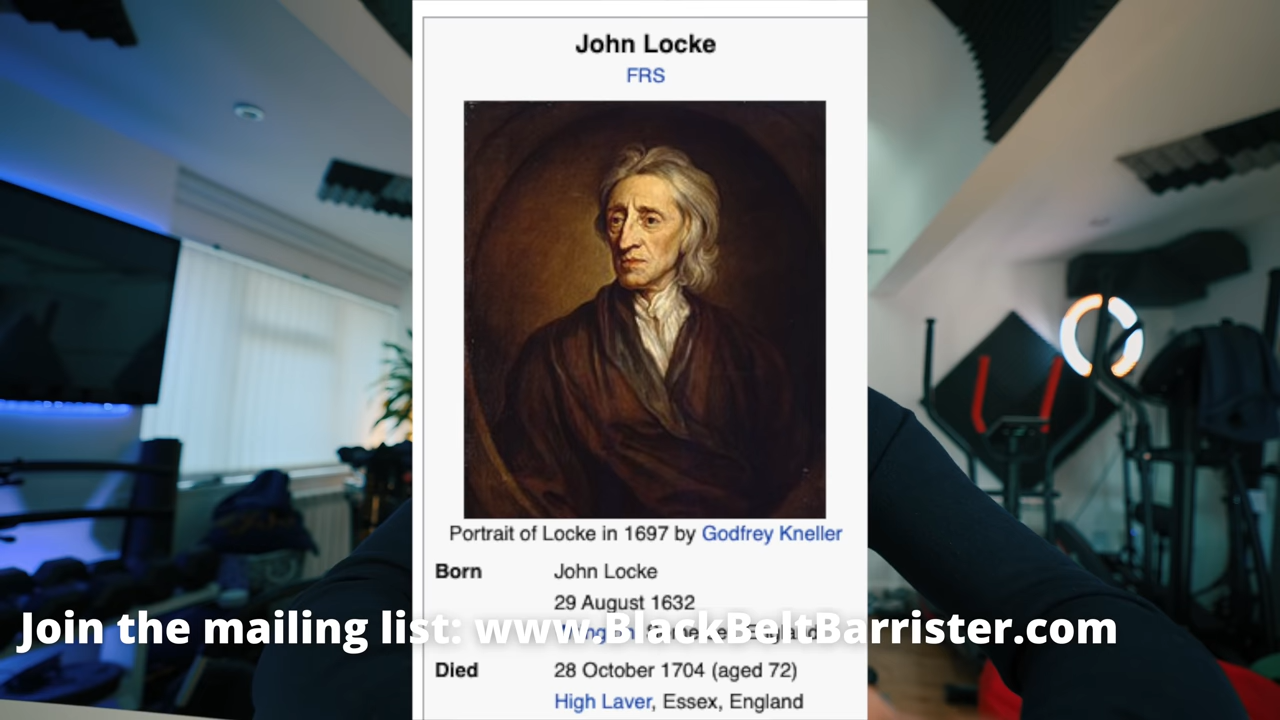 John Locke
FRS
Portrait of Locke in 1697 by Godfrey Kneller
Born John Locke
29 August 1632
Join the mailing list: www.BlackBeltBarrister.com
Died 28 October 1704 (aged 72)
High Laver, Essex, England